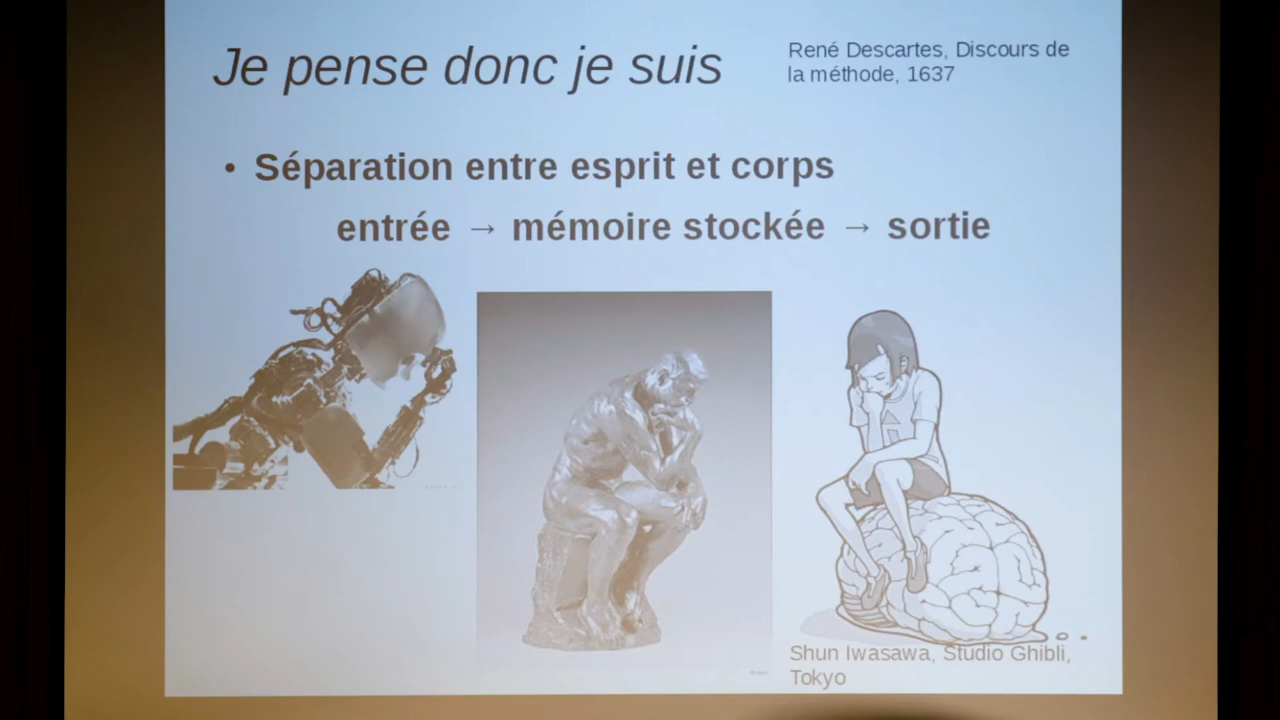 Je pense donc je suis
René Descartes, Discours de
la méthode, 1637
• Séparation entre esprit et corps
entrée → mémoire stockée → sortie
Shun Iwasawa, Studio Ghibli,
Tokyo